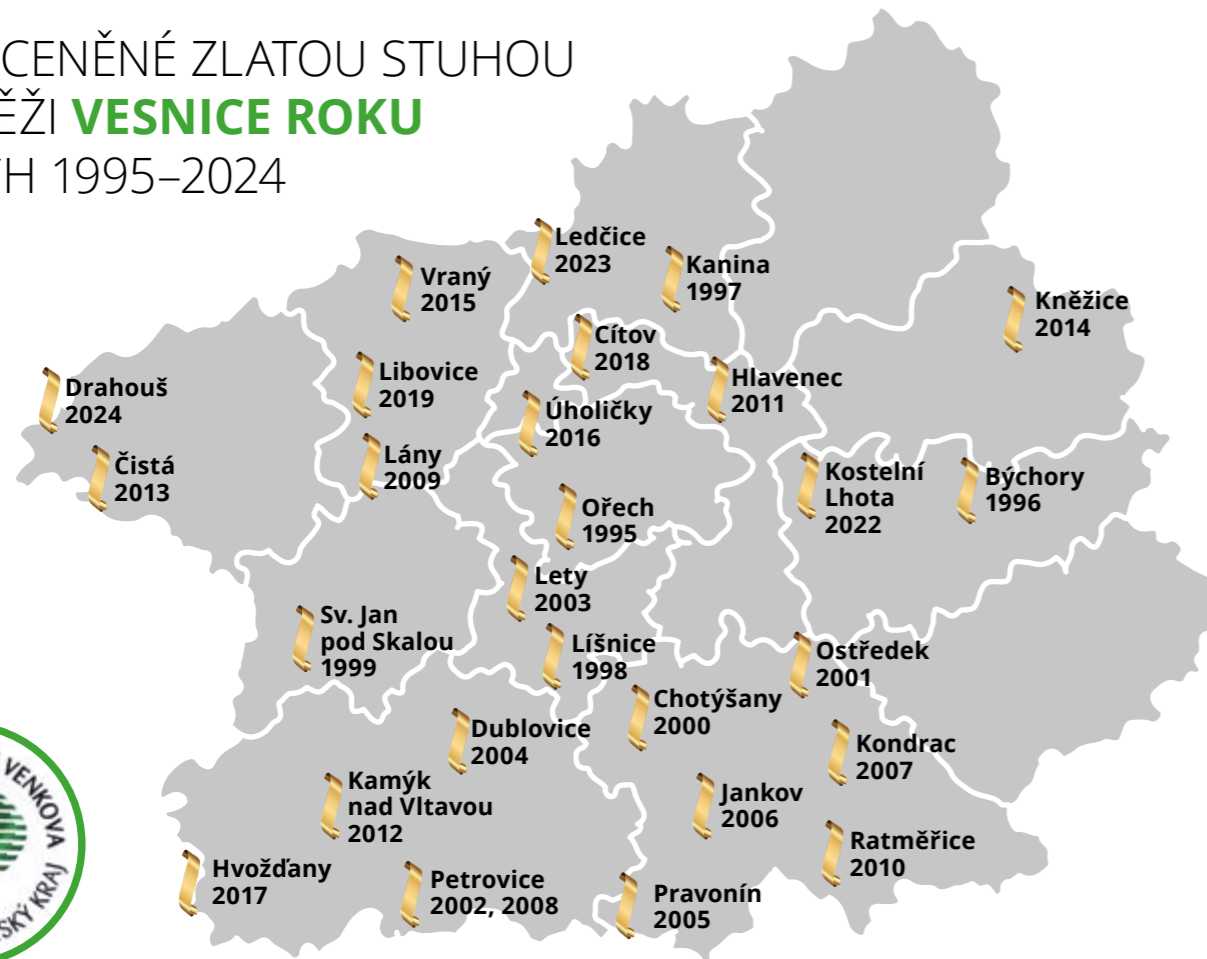 CENĚNÉ ZLATOU STUHOU
ĚŽI VESNICE ROKU
H 1995–2024
Ledčice
2023
Kanina
1997
Vraný
2015
Kněžice
2014
Cítov
2018
Libovice
2019
Hlavenec
2011
Drahouš
2024
Úholičky
2016
Čistá
2013
Lány
2009
Kostelní
Lhota
2022
Býchory
1996
Ořech
1995
Lety
2003
Sv. Jan
pod Skalou
1999
Líšnice
1998
Ostředek
2001
Chotýšany
2000
Dublovice
2004
Kondrac
2007
Kamýk
nad Vltavou
2012
Jankov
2006
Ratměřice
2010
Hvožďany
2017
Petrovice
2002, 2008
Pravonín
2005
VENKOVA
SKÝ KRAJ